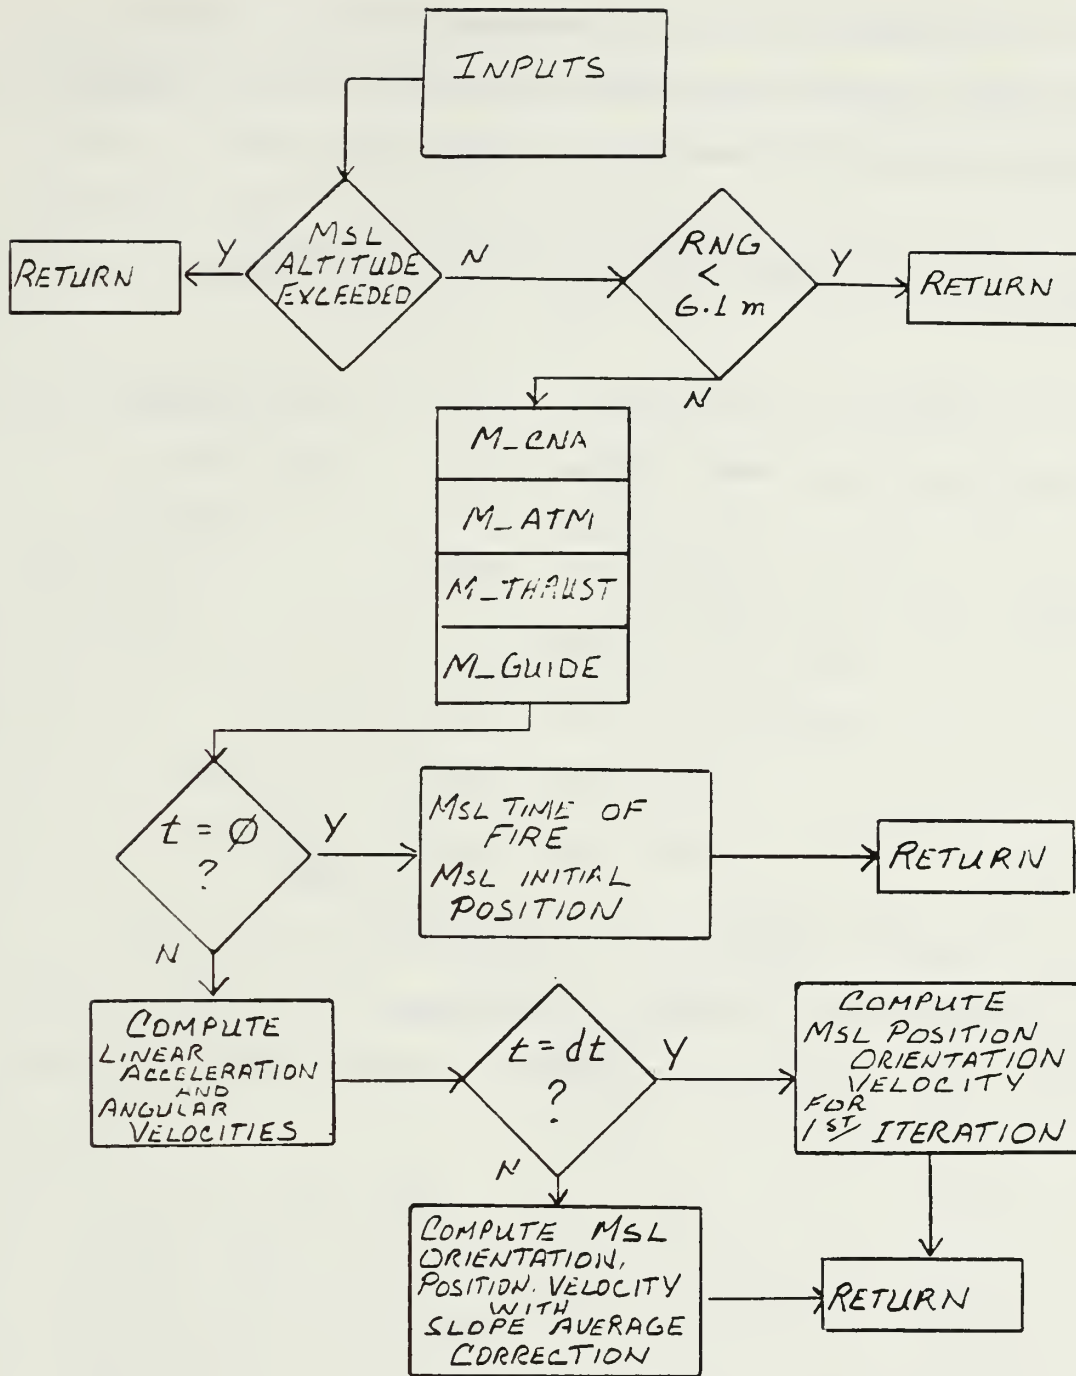 INPUTS
MSL
ALTITUDE
EXCEEDED
Y
RETURN
N
RNG
<
6.1 m
Y
RETURN
N
M_CNA
M_ATM
M_THRUST
M_GUIDE
t = Ø
?
Y
MSL TIME OF
FIRE
MSL INITIAL
POSITION
RETURN
N
COMPUTE
LINEAR
ACCELERATION
AND
ANGULAR
VELOCITIES
t = dt
?
Y
COMPUTE
MSL POSITION
ORIENTATION
VELOCITY
FOR
1ST ITERATION
N
COMPUTE MSL
ORIENTATION,
POSITION, VELOCITY
WITH
SLOPE AVERAGE
CORRECTION
RETURN